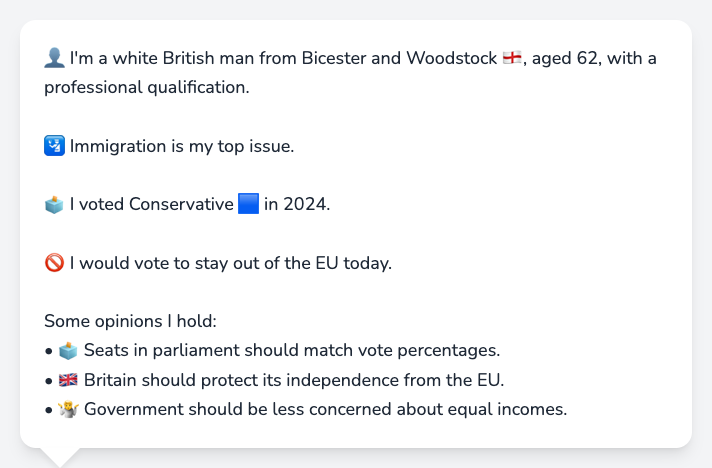 👤 I'm a white British man from Bicester and Woodstock 🏴󠁧󠁢󠁥󠁮󠁧󠁿, aged 62, with a
professional qualification.
🛂 Immigration is my top issue.
🗳️ I voted Conservative 🟦 in 2024.
🚫 I would vote to stay out of the EU today.
Some opinions I hold:
• 🗳️ Seats in parliament should match vote percentages.
• 🇬🇧 Britain should protect its independence from the EU.
• 🤷 Government should be less concerned about equal incomes.